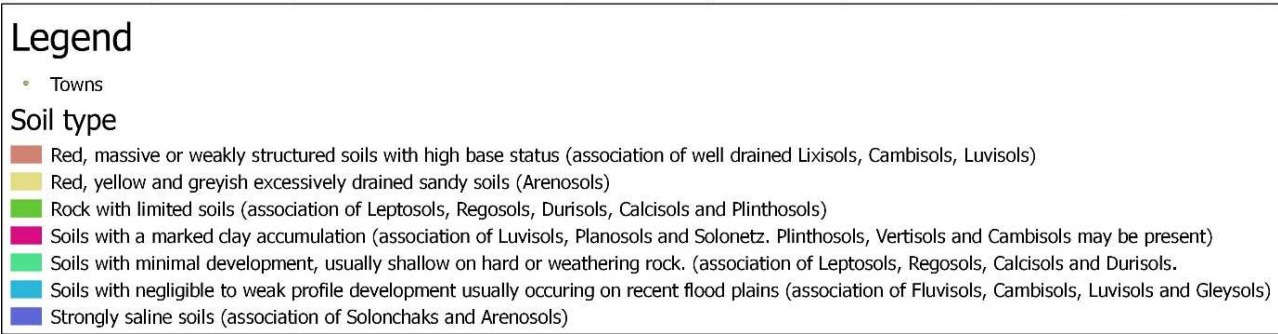 Legend
Towns
Soil type
Red, massive or weakly structured soils with high base status (association of well drained Lixisols, Cambisols, Luvisols)
Red, yellow and greyish excessively drained sandy soils (Arenosols)
Rock with limited soils (association of Leptosols, Regosols, Durisols, Calcisols and Plinthosols)
Soils with a marked clay accumulation (association of Luvisols, Planosols and Solonetz. Plinthosols, Vertisols and Cambisols may be present)
Soils with minimal development, usually shallow on hard or weathering rock. (association of Leptosols, Regosols, Calcisols and Durisols.
Soils with negligible to weak profile development usually occuring on recent flood plains (association of Fluvisols, Cambisols, Luvisols and Gleysols)
Strongly saline soils (association of Solonchaks and Arenosols)